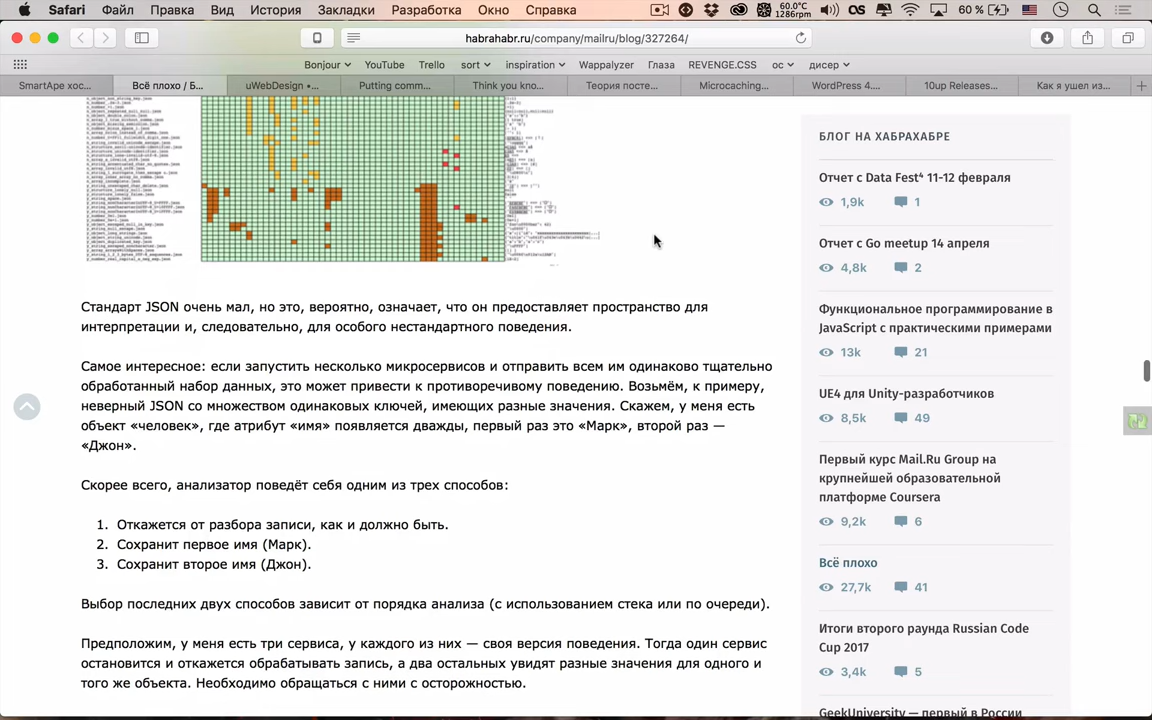 Safari Файл Правка Вид История Закладки Разработка Окно Справка
60.0°C
1286rpm
60 %
habrahabr.ru/company/mailru/blog/327264/
Bonjour YouTube Trello sort inspiration Wappalyzer Глаза REVENGE.CSS ос дисер
SmartApe хос...
Всё плохо / Б...
uWebDesign •...
Putting comm...
Think you kno...
Теория посте...
Microcaching...
WordPress 4....
10up Releases...
Как я ушел из...
Стандарт JSON очень мал, но это, вероятно, означает, что он предоставляет пространство для
интерпретации и, следовательно, для особого нестандартного поведения.
Самое интересное: если запустить несколько микросервисов и отправить всем им одинаково тщательно
обработанный набор данных, это может привести к противоречивому поведению. Возьмём, к примеру,
неверный JSON со множеством одинаковых ключей, имеющих разные значения. Скажем, у меня есть
объект «человек», где атрибут «имя» появляется дважды, первый раз это «Марк», второй раз —
«Джон».
Скорее всего, анализатор поведёт себя одним из трех способов:
1. Откажется от разбора записи, как и должно быть.
2. Сохранит первое имя (Марк).
3. Сохранит второе имя (Джон).
Выбор последних двух способов зависит от порядка анализа (с использованием стека или по очереди).
Предположим, у меня есть три сервиса, у каждого из них — своя версия поведения. Тогда один сервис
остановится и откажется обрабатывать запись, а два остальных увидят разные значения для одного и
того же объекта. Необходимо обращаться с ними с осторожностью.
БЛОГ НА ХАБРАХАБРЕ
Отчет с Data Fest⁴ 11-12 февраля
1,9k 1
Отчет с Go meetup 14 апреля
4,8k 2
Функциональное программирование в
JavaScript с практическими примерами
13k 21
UE4 для Unity-разработчиков
8,5k 49
Первый курс Mail.Ru Group на
крупнейшей образовательной
платформе Coursera
9,2k 6
Всё плохо
27,7k 41
Итоги второго раунда Russian Code
Cup 2017
3,4k 5
GeekUniversity — первый в России